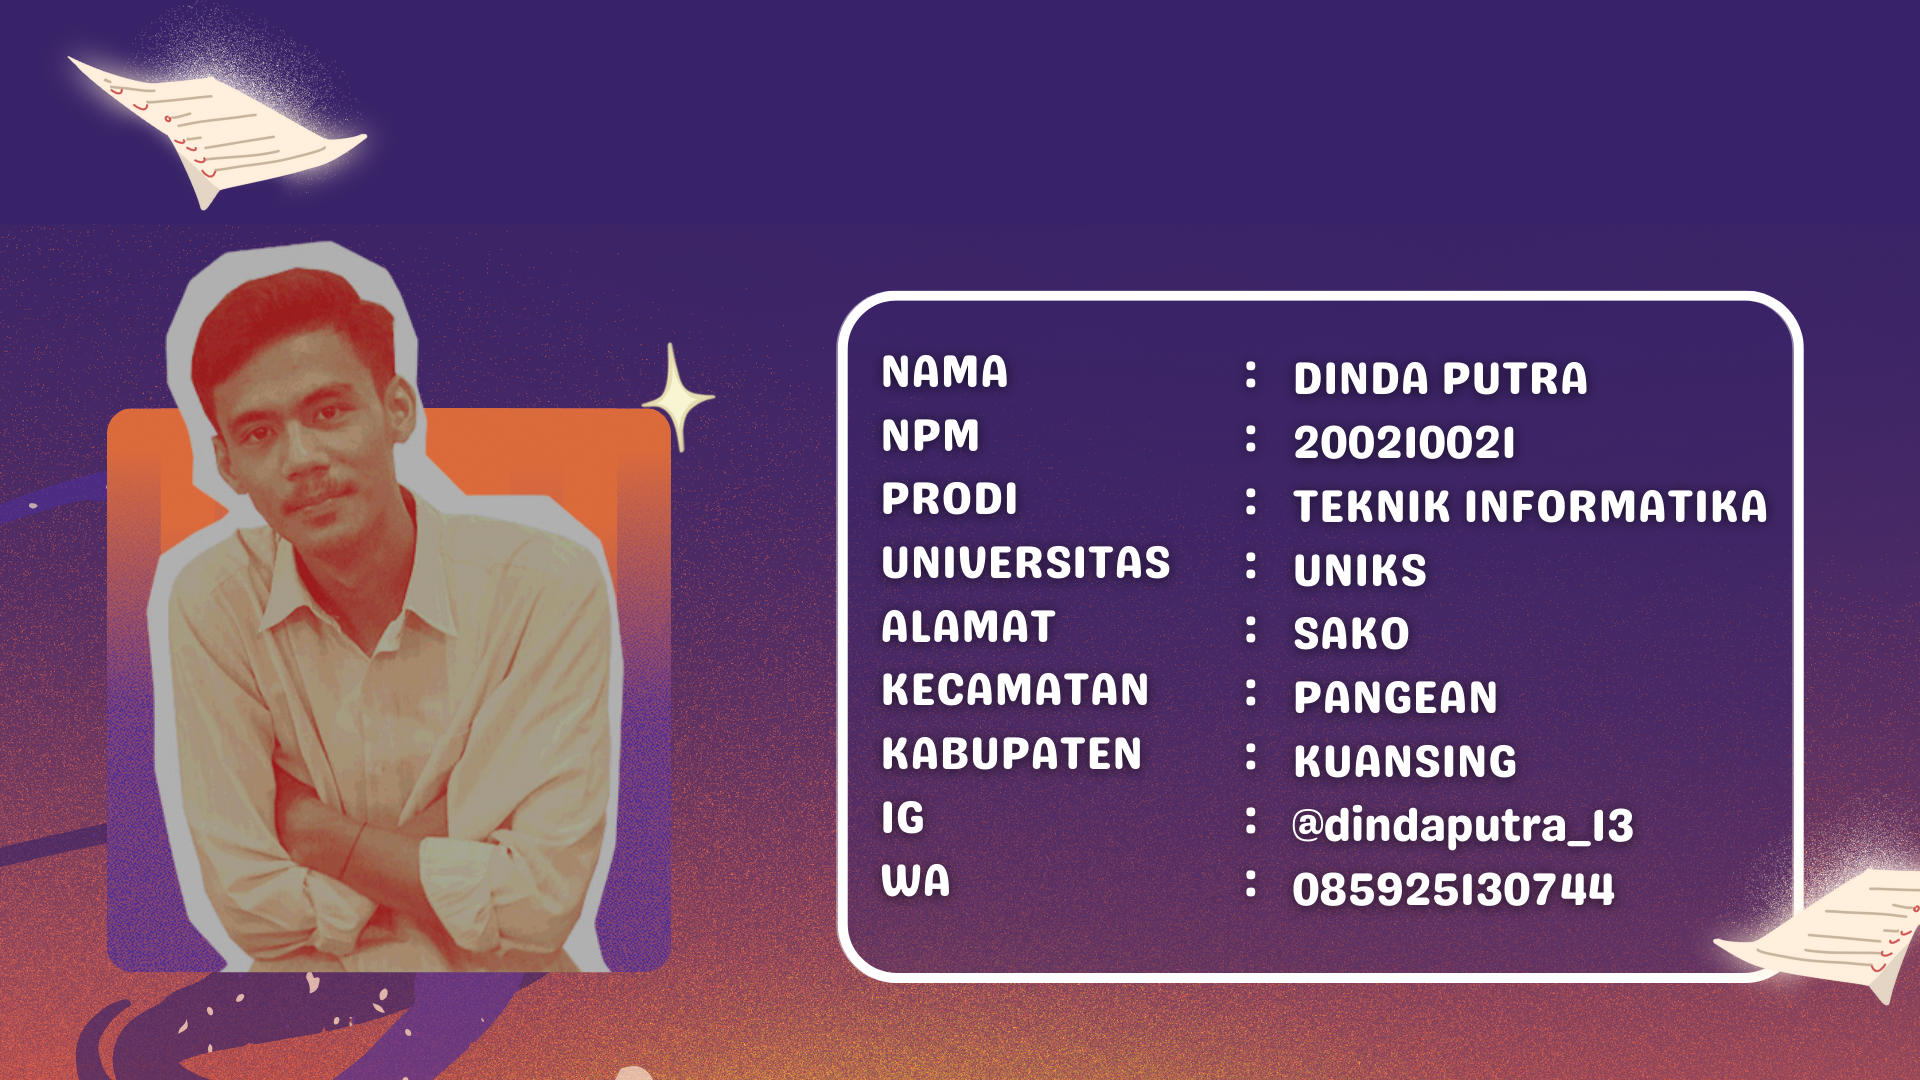 NAMA : DINDA PUTRA
NPM : 200210021
PRODI : TEKNIK INFORMATIKA
UNIVERSITAS : UNIKS
ALAMAT : SAKO
KECAMATAN : PANGEAN
KABUPATEN : KUANSING
IG : @dindaputra_13
WA : 085925130744